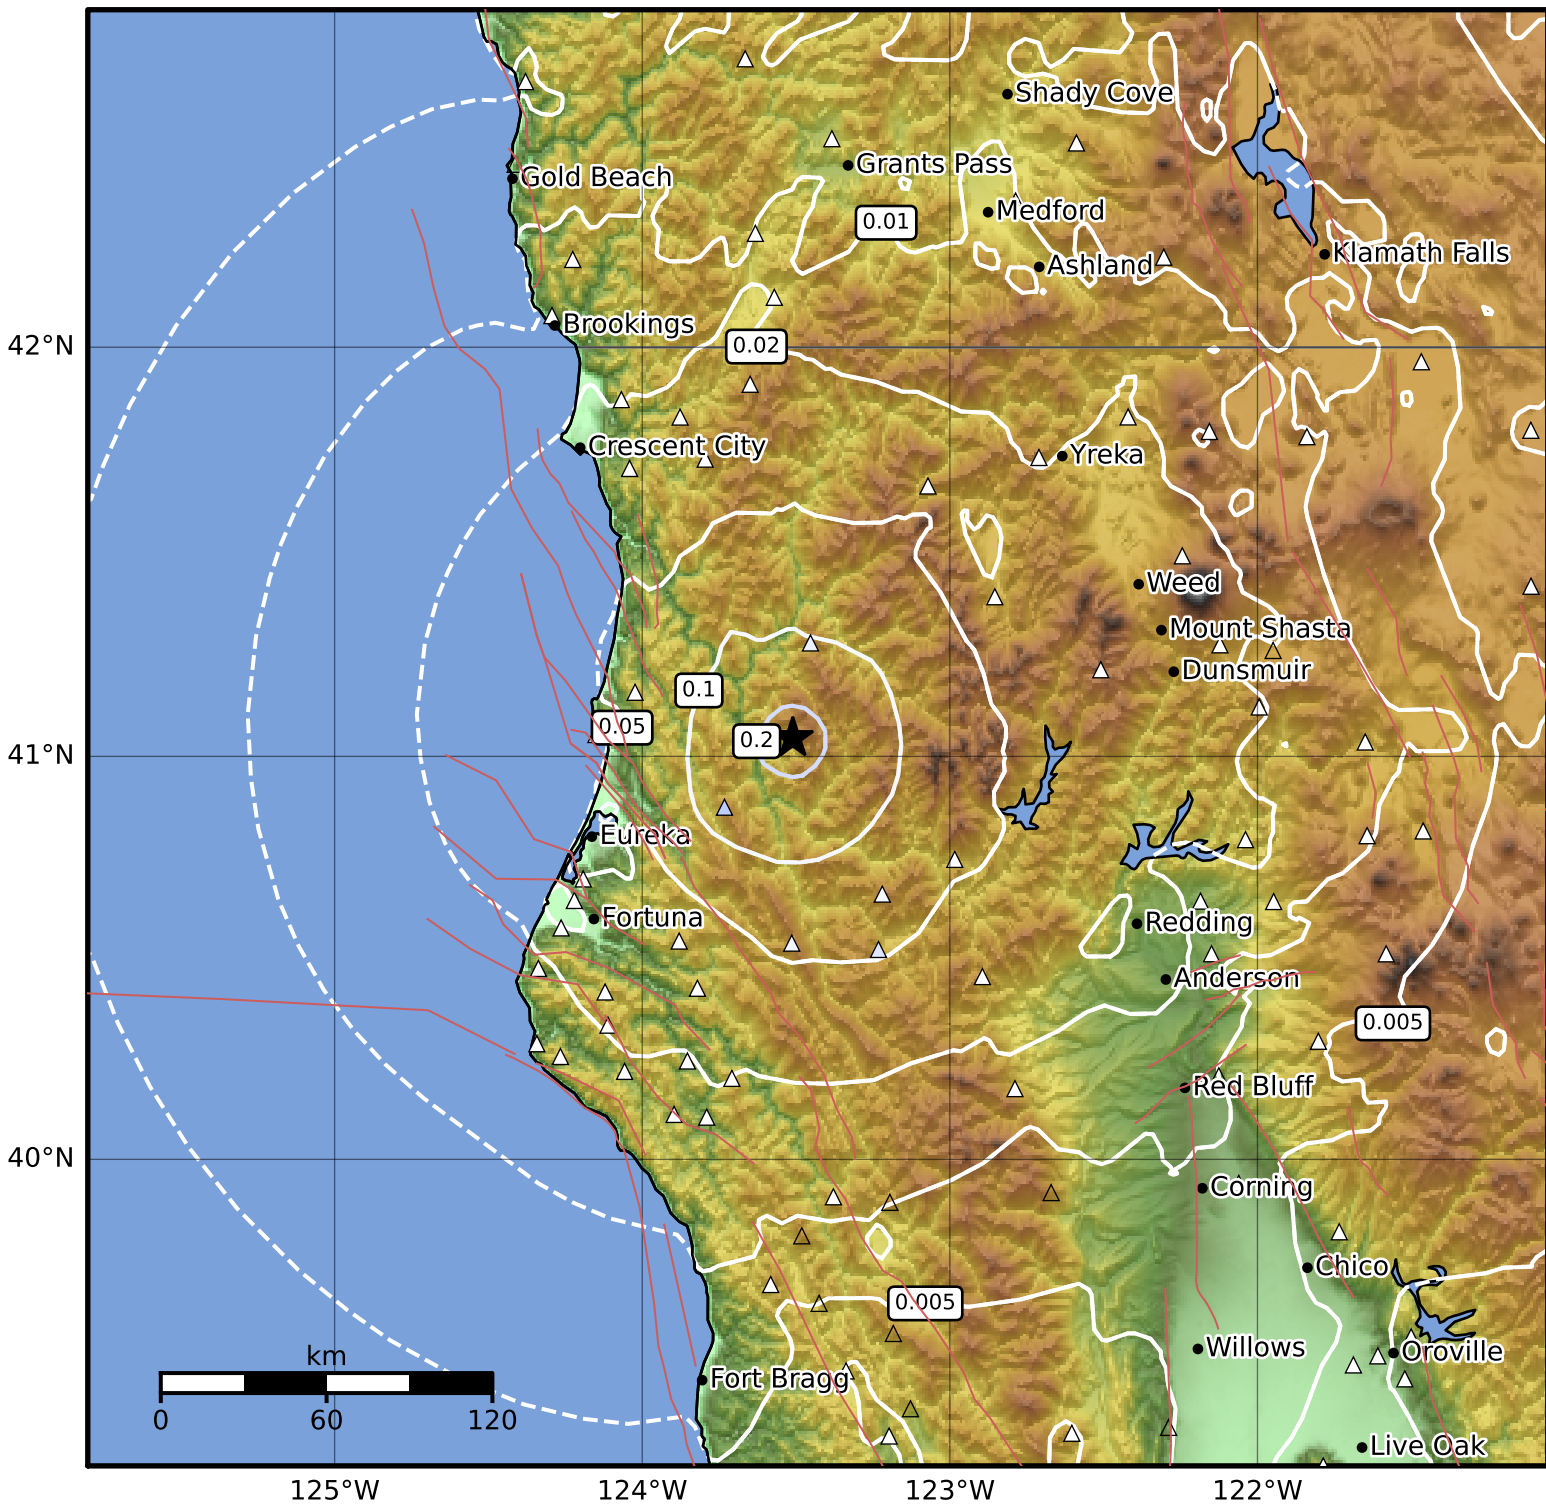 Shady Cove
Grants Pass
Gold Beach
Medford
0.01
Klamath Falls
Ashland
Brookings
42°N
0.02
Crescent City
Yreka
Weed
Mount Shasta
Dunsmuir
0.1
0.05
0.2
41°N
Eureka
Fortuna
Redding
Anderson
0.005
Red Bluff
40°N
Corning
Chico
0.005
Willows
Oroville
km
Fort Bragg
0 60 120
Live Oak
125°W 124°W 123°W 122°W